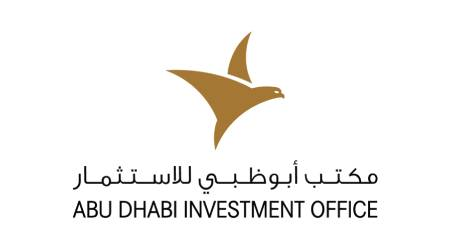 مكتب أبوظبي للاستثمار
ABU DHABI INVESTMENT OFFICE